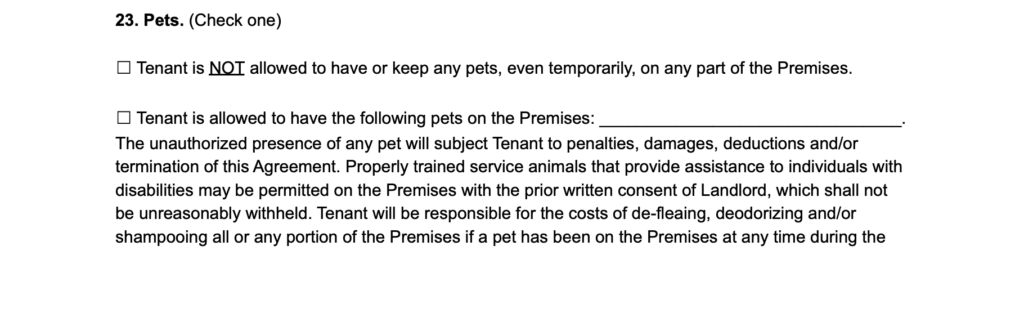 23. Pets. (Check one)
☐ Tenant is NOT allowed to have or keep any pets, even temporarily, on any part of the Premises.
☐ Tenant is allowed to have the following pets on the Premises: ______________________________.
The unauthorized presence of any pet will subject Tenant to penalties, damages, deductions and/or
termination of this Agreement. Properly trained service animals that provide assistance to individuals with
disabilities may be permitted on the Premises with the prior written consent of Landlord, which shall not
be unreasonably withheld. Tenant will be responsible for the costs of de-fleaing, deodorizing and/or
shampooing all or any portion of the Premises if a pet has been on the Premises at any time during the